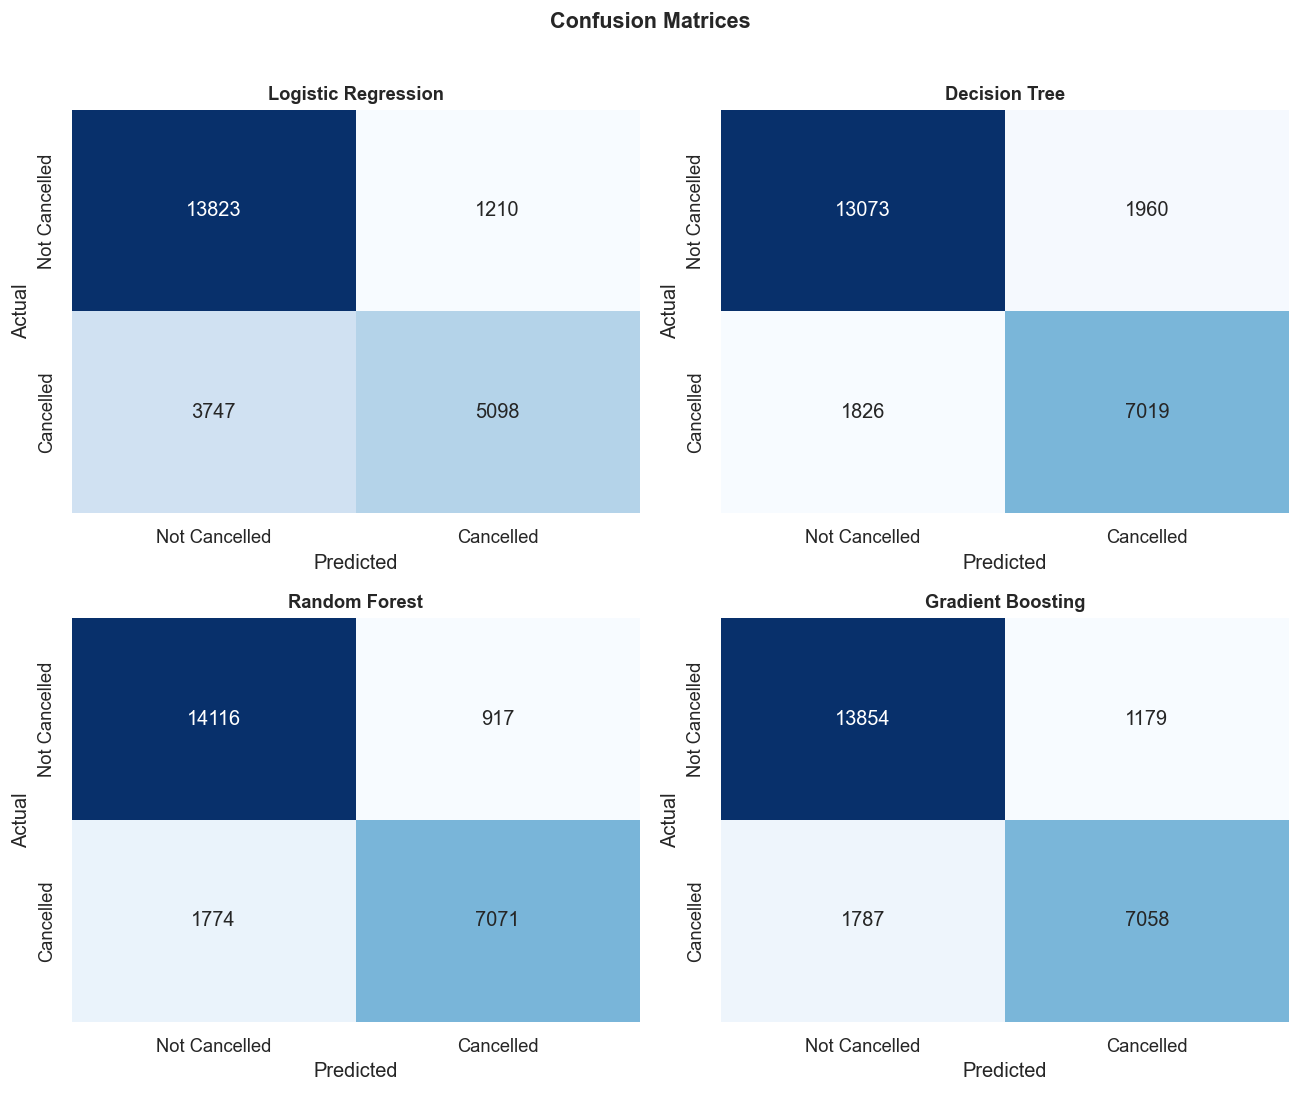 Confusion Matrices
Logistic Regression
Actual
Not Cancelled
Cancelled
13823 1210
3747 5098
Not Cancelled Cancelled
Predicted
Decision Tree
Actual
Not Cancelled
Cancelled
13073 1960
1826 7019
Not Cancelled Cancelled
Predicted
Random Forest
Actual
Not Cancelled
Cancelled
14116 917
1774 7071
Not Cancelled Cancelled
Predicted
Gradient Boosting
Actual
Not Cancelled
Cancelled
13854 1179
1787 7058
Not Cancelled Cancelled
Predicted